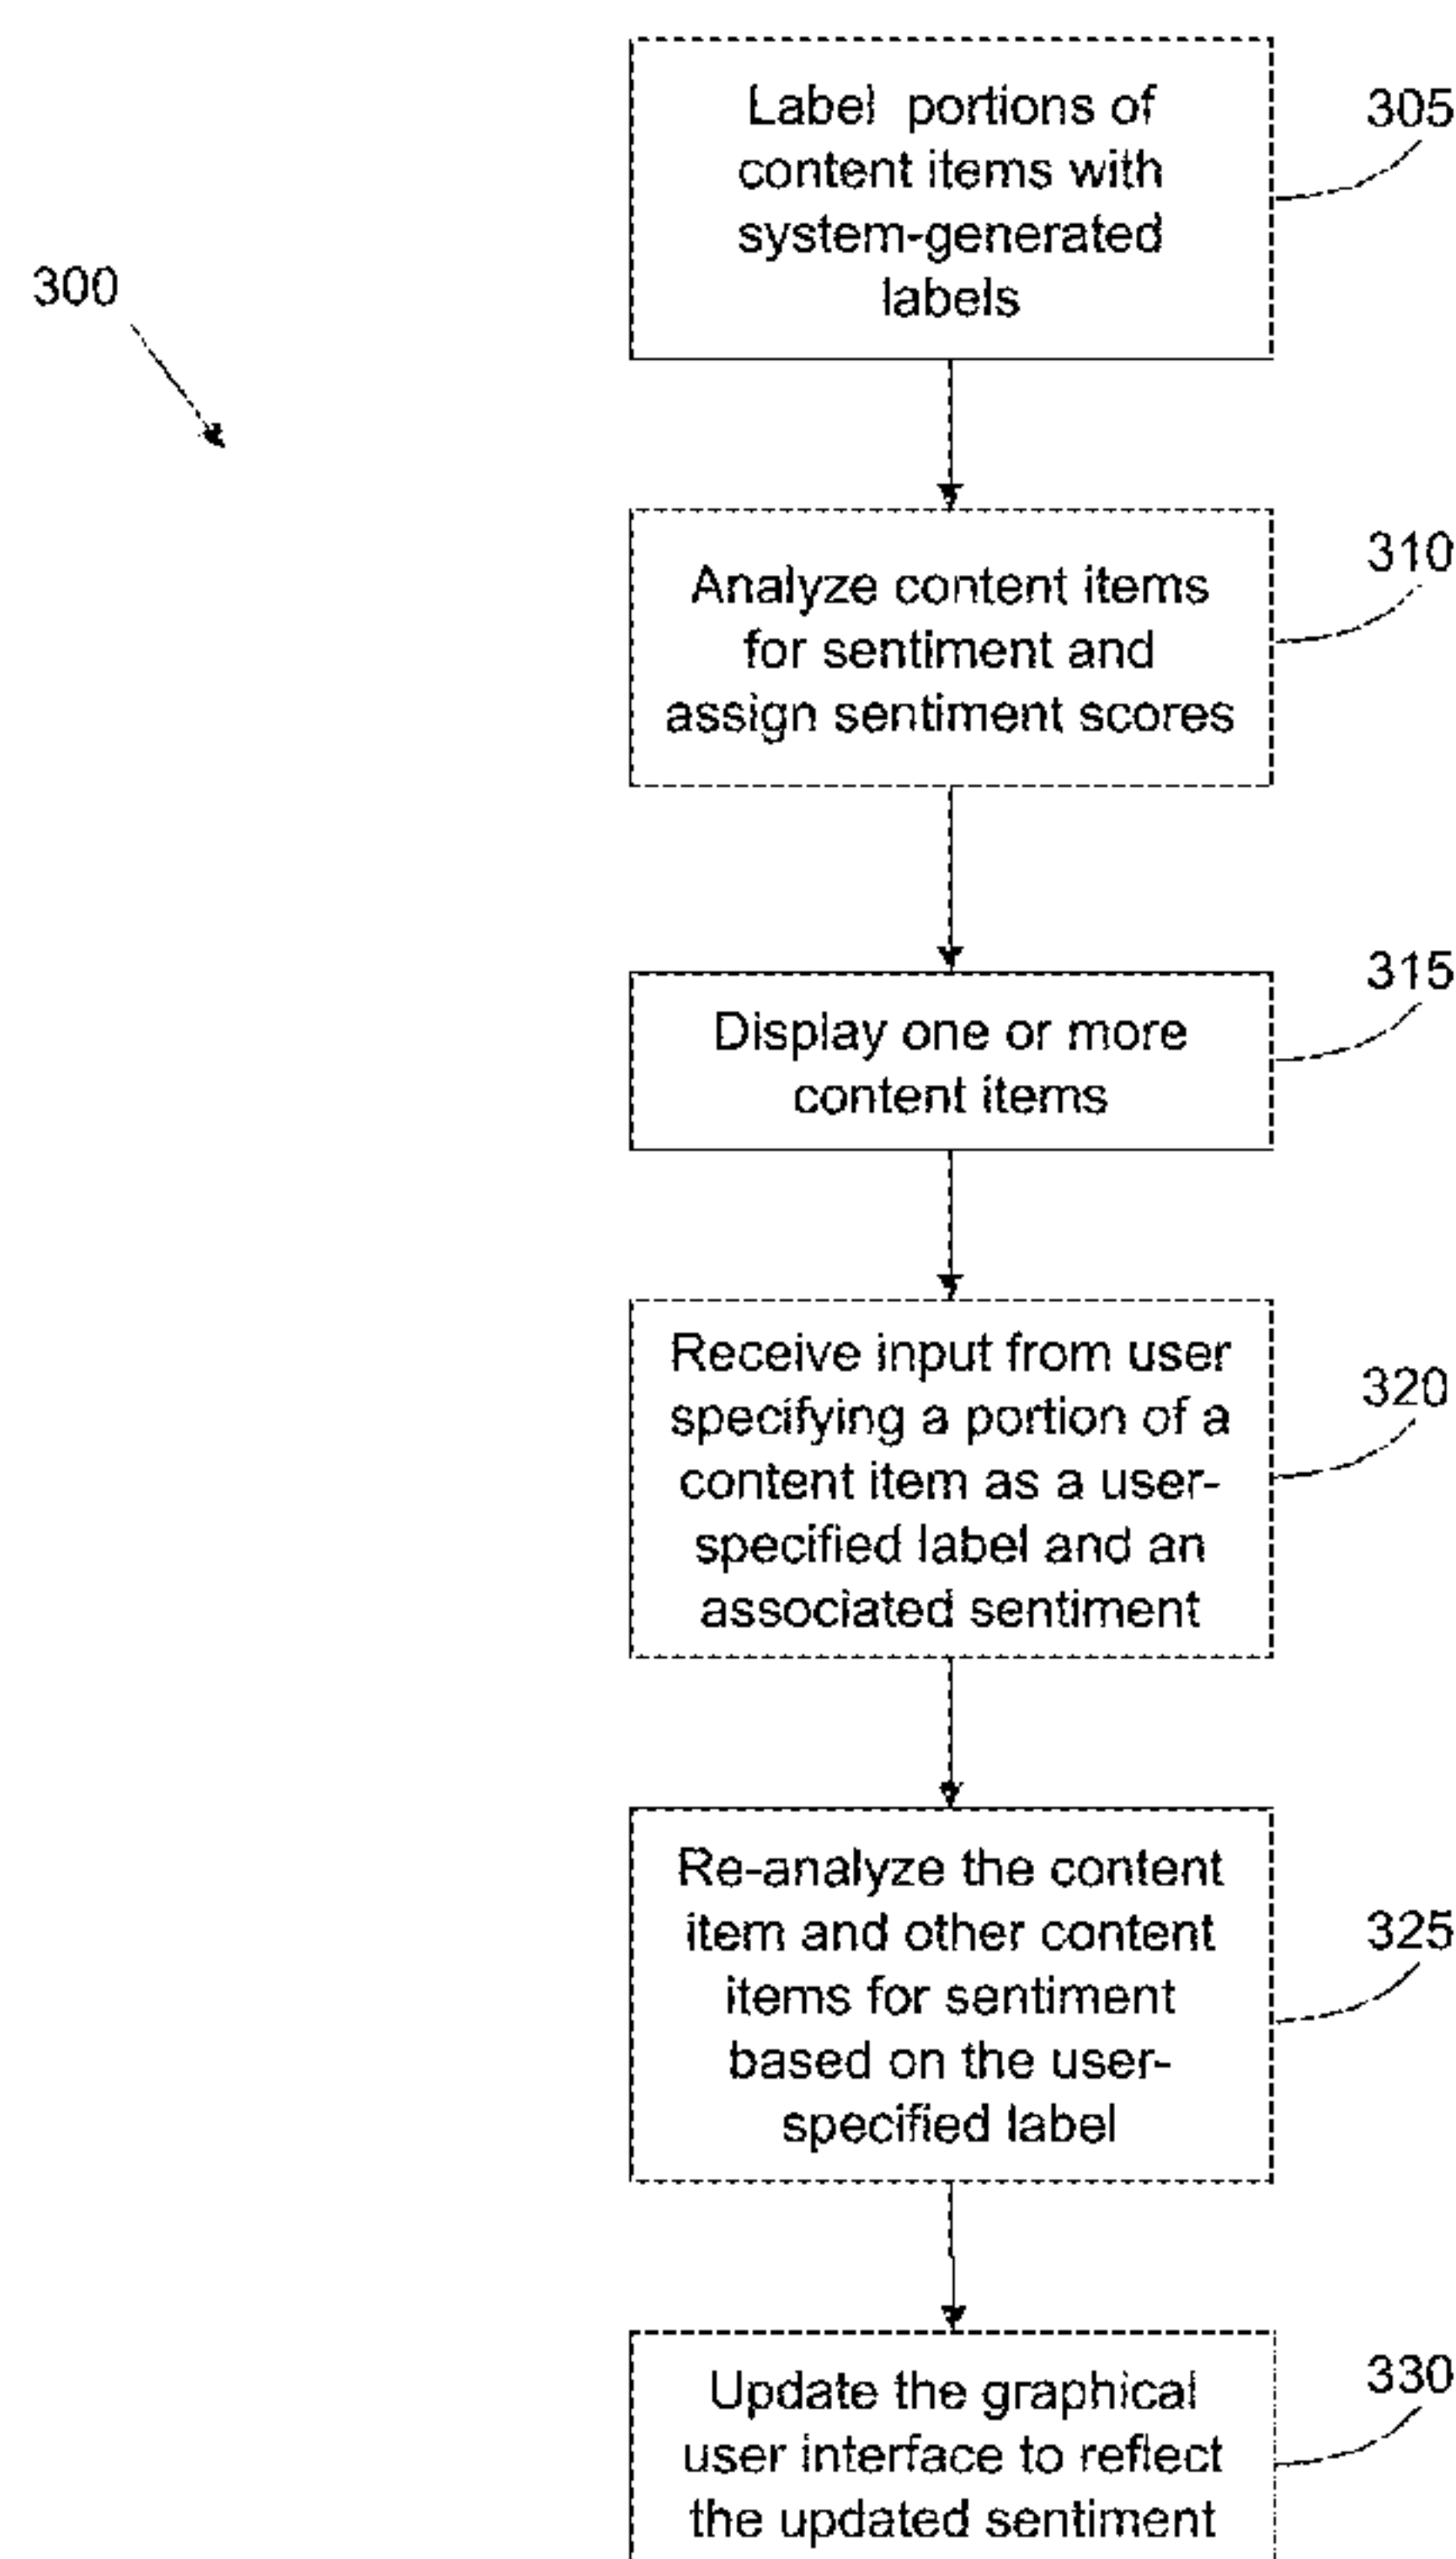 300
Label portions of
content items with
system-generated
labels
305
Analyze content items
for sentiment and
assign sentiment scores
310
Display one or more
content items
315
Receive input from user
specifying a portion of a
content item as a user-
specified label and an
associated sentiment
320
Re-analyze the content
item and other content
items for sentiment
based on the user-
specified label
325
Update the graphical
user interface to reflect
the updated sentiment
330